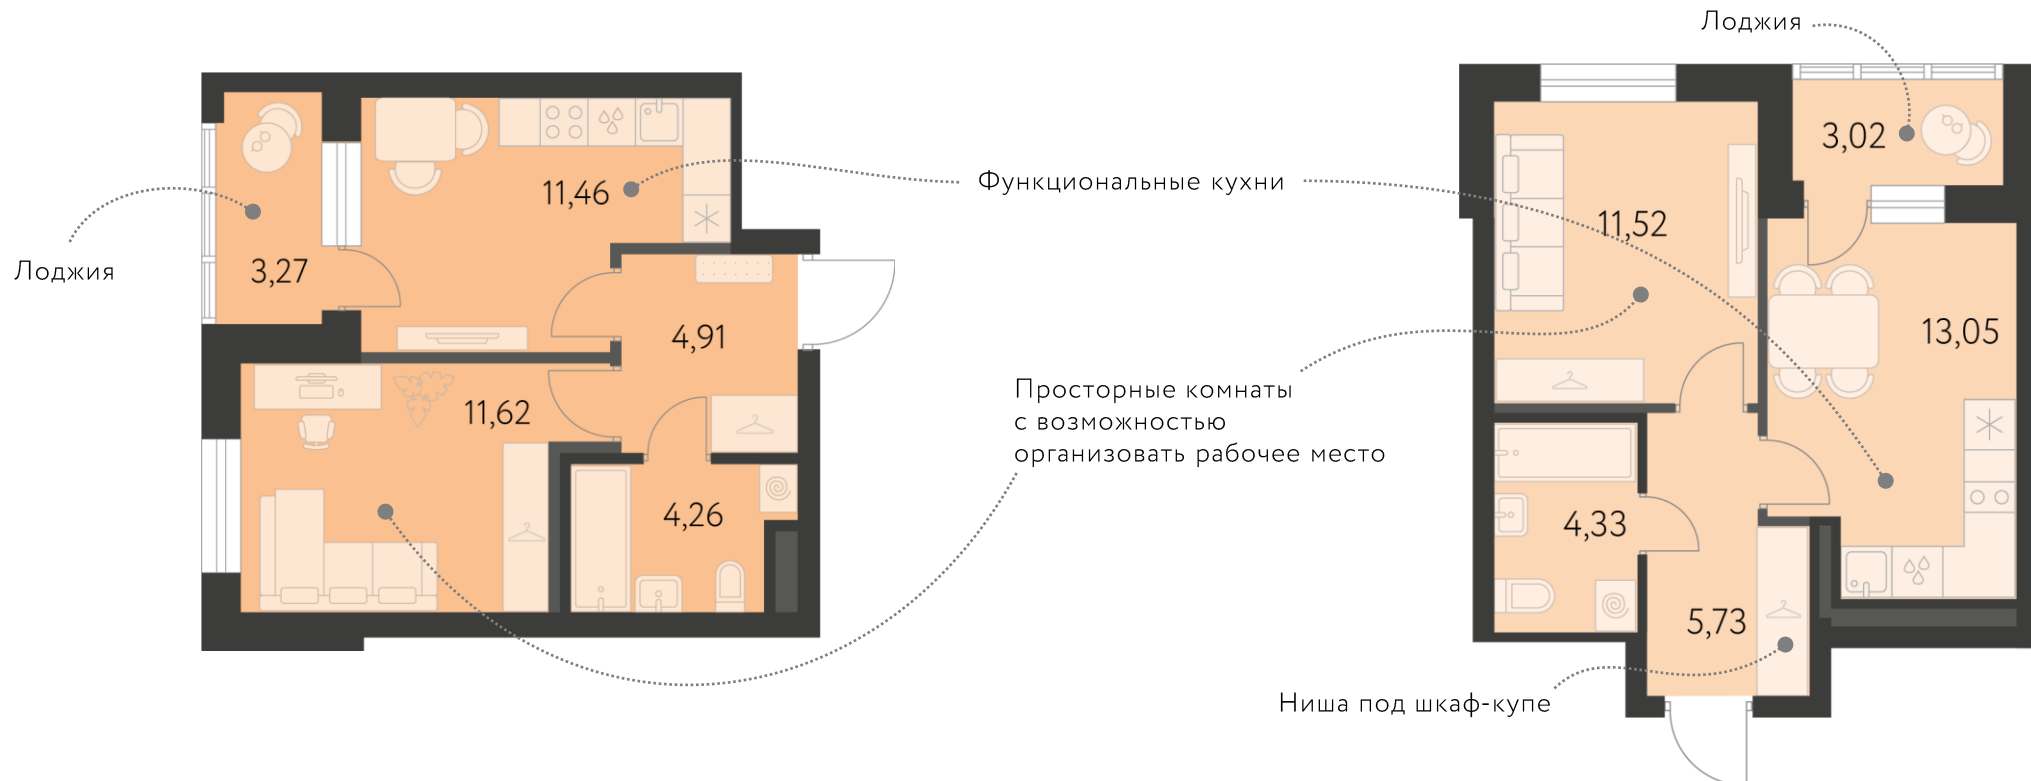 Лоджия
3,02
11,46
Функциональные кухни
11,52
3,27
Лоджия
4,91
13,05
Просторные комнаты
с возможностью
организовать рабочее место
11,62
4,26
4,33
5,73
Ниша под шкаф-купе